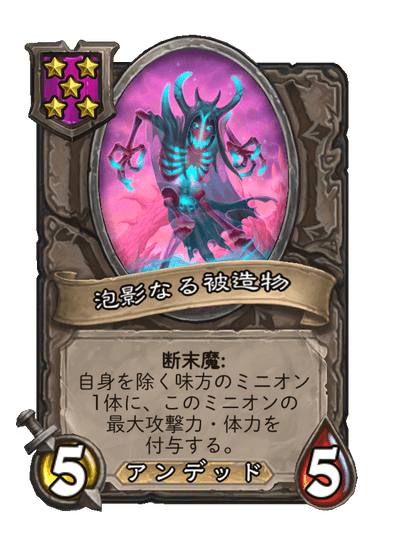 泡影なる被造物
断末魔:
自身を除く味方のミニオン
1体に、このミニオンの
最大攻撃力・体力を
付与する。
5
アンデッド
5